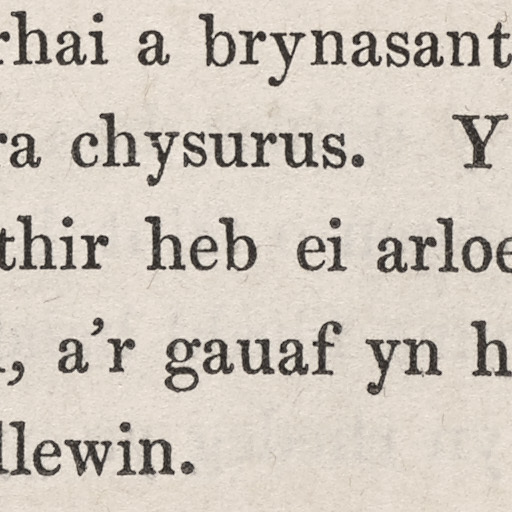 rhai a brynasant
ra chysurus. Y
thir heb ei arloe
, a'r gauaf yn h
llewin.